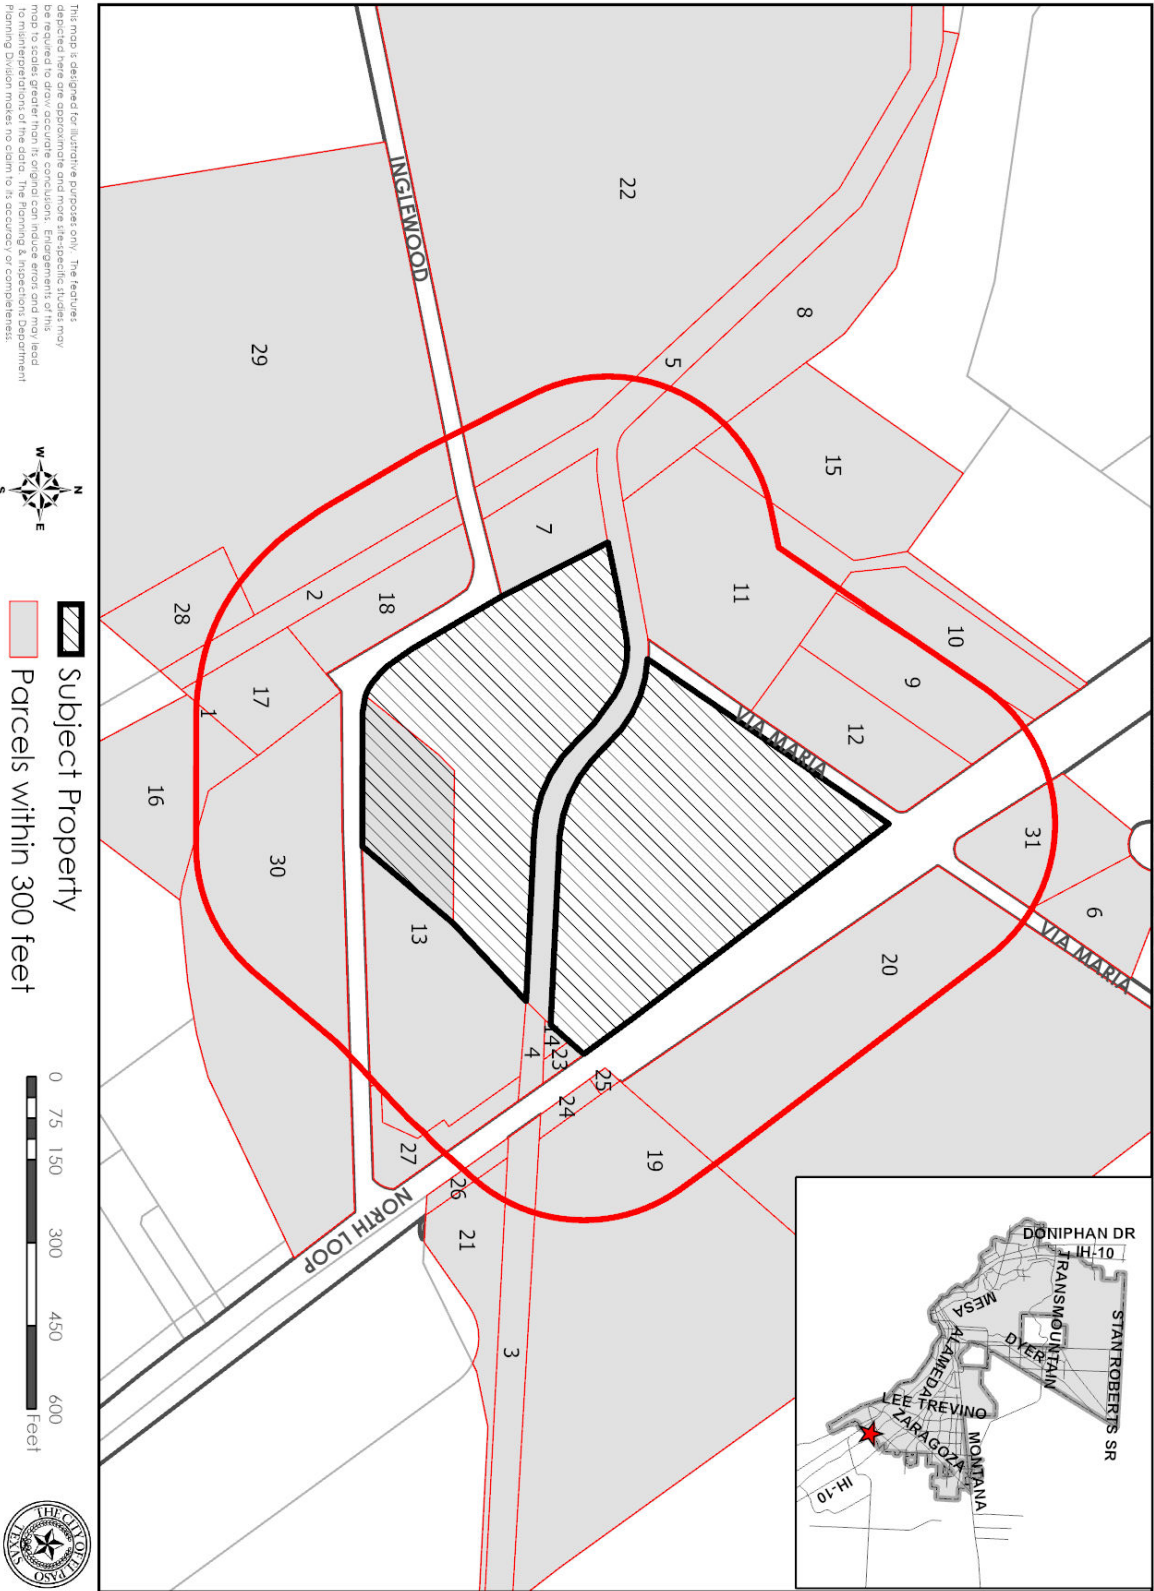 22
INGLEWOOD
8
29
5
15
7
11
10
2
18
28
9
17
1
12
VIA MARIA
16
31
30
6
13
VIA MARIA
20
14
23
4
25
24
27
19
26
NORTH LOOP
21
3
DONIPHAN DR
IH-10
TRANSMOUNTAIN
STAN ROBERTS SR
MESA
DYER
ALAMEDA
LEE TREVINO
ZARAGOZA
MONTANA
IH-10
This map is designed for illustrative purposes only. The features
depicted here are approximate and more site-specific studies may
be required to draw accurate conclusions. Enlargements of this
map to scales greater than its original can induce errors and may lead
to misinterpretations of the data. The Planning & Inspections Department
Planning Division makes no claim to its accuracy or completeness.
N
W
E
S
Subject Property
Parcels within 300 feet
0 75 150 300 450 600
Feet
THE CITY OF EL PASO
TEXAS